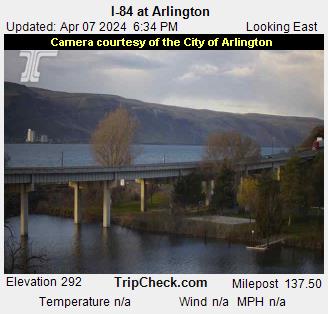 I-84 at Arlington
Updated: Apr 07 2024 6:34 PM Looking East
Camera courtesy of the City of Arlington
Elevation 292 TripCheck.com Milepost 137.50
Temperature n/a Wind n/a MPH n/a